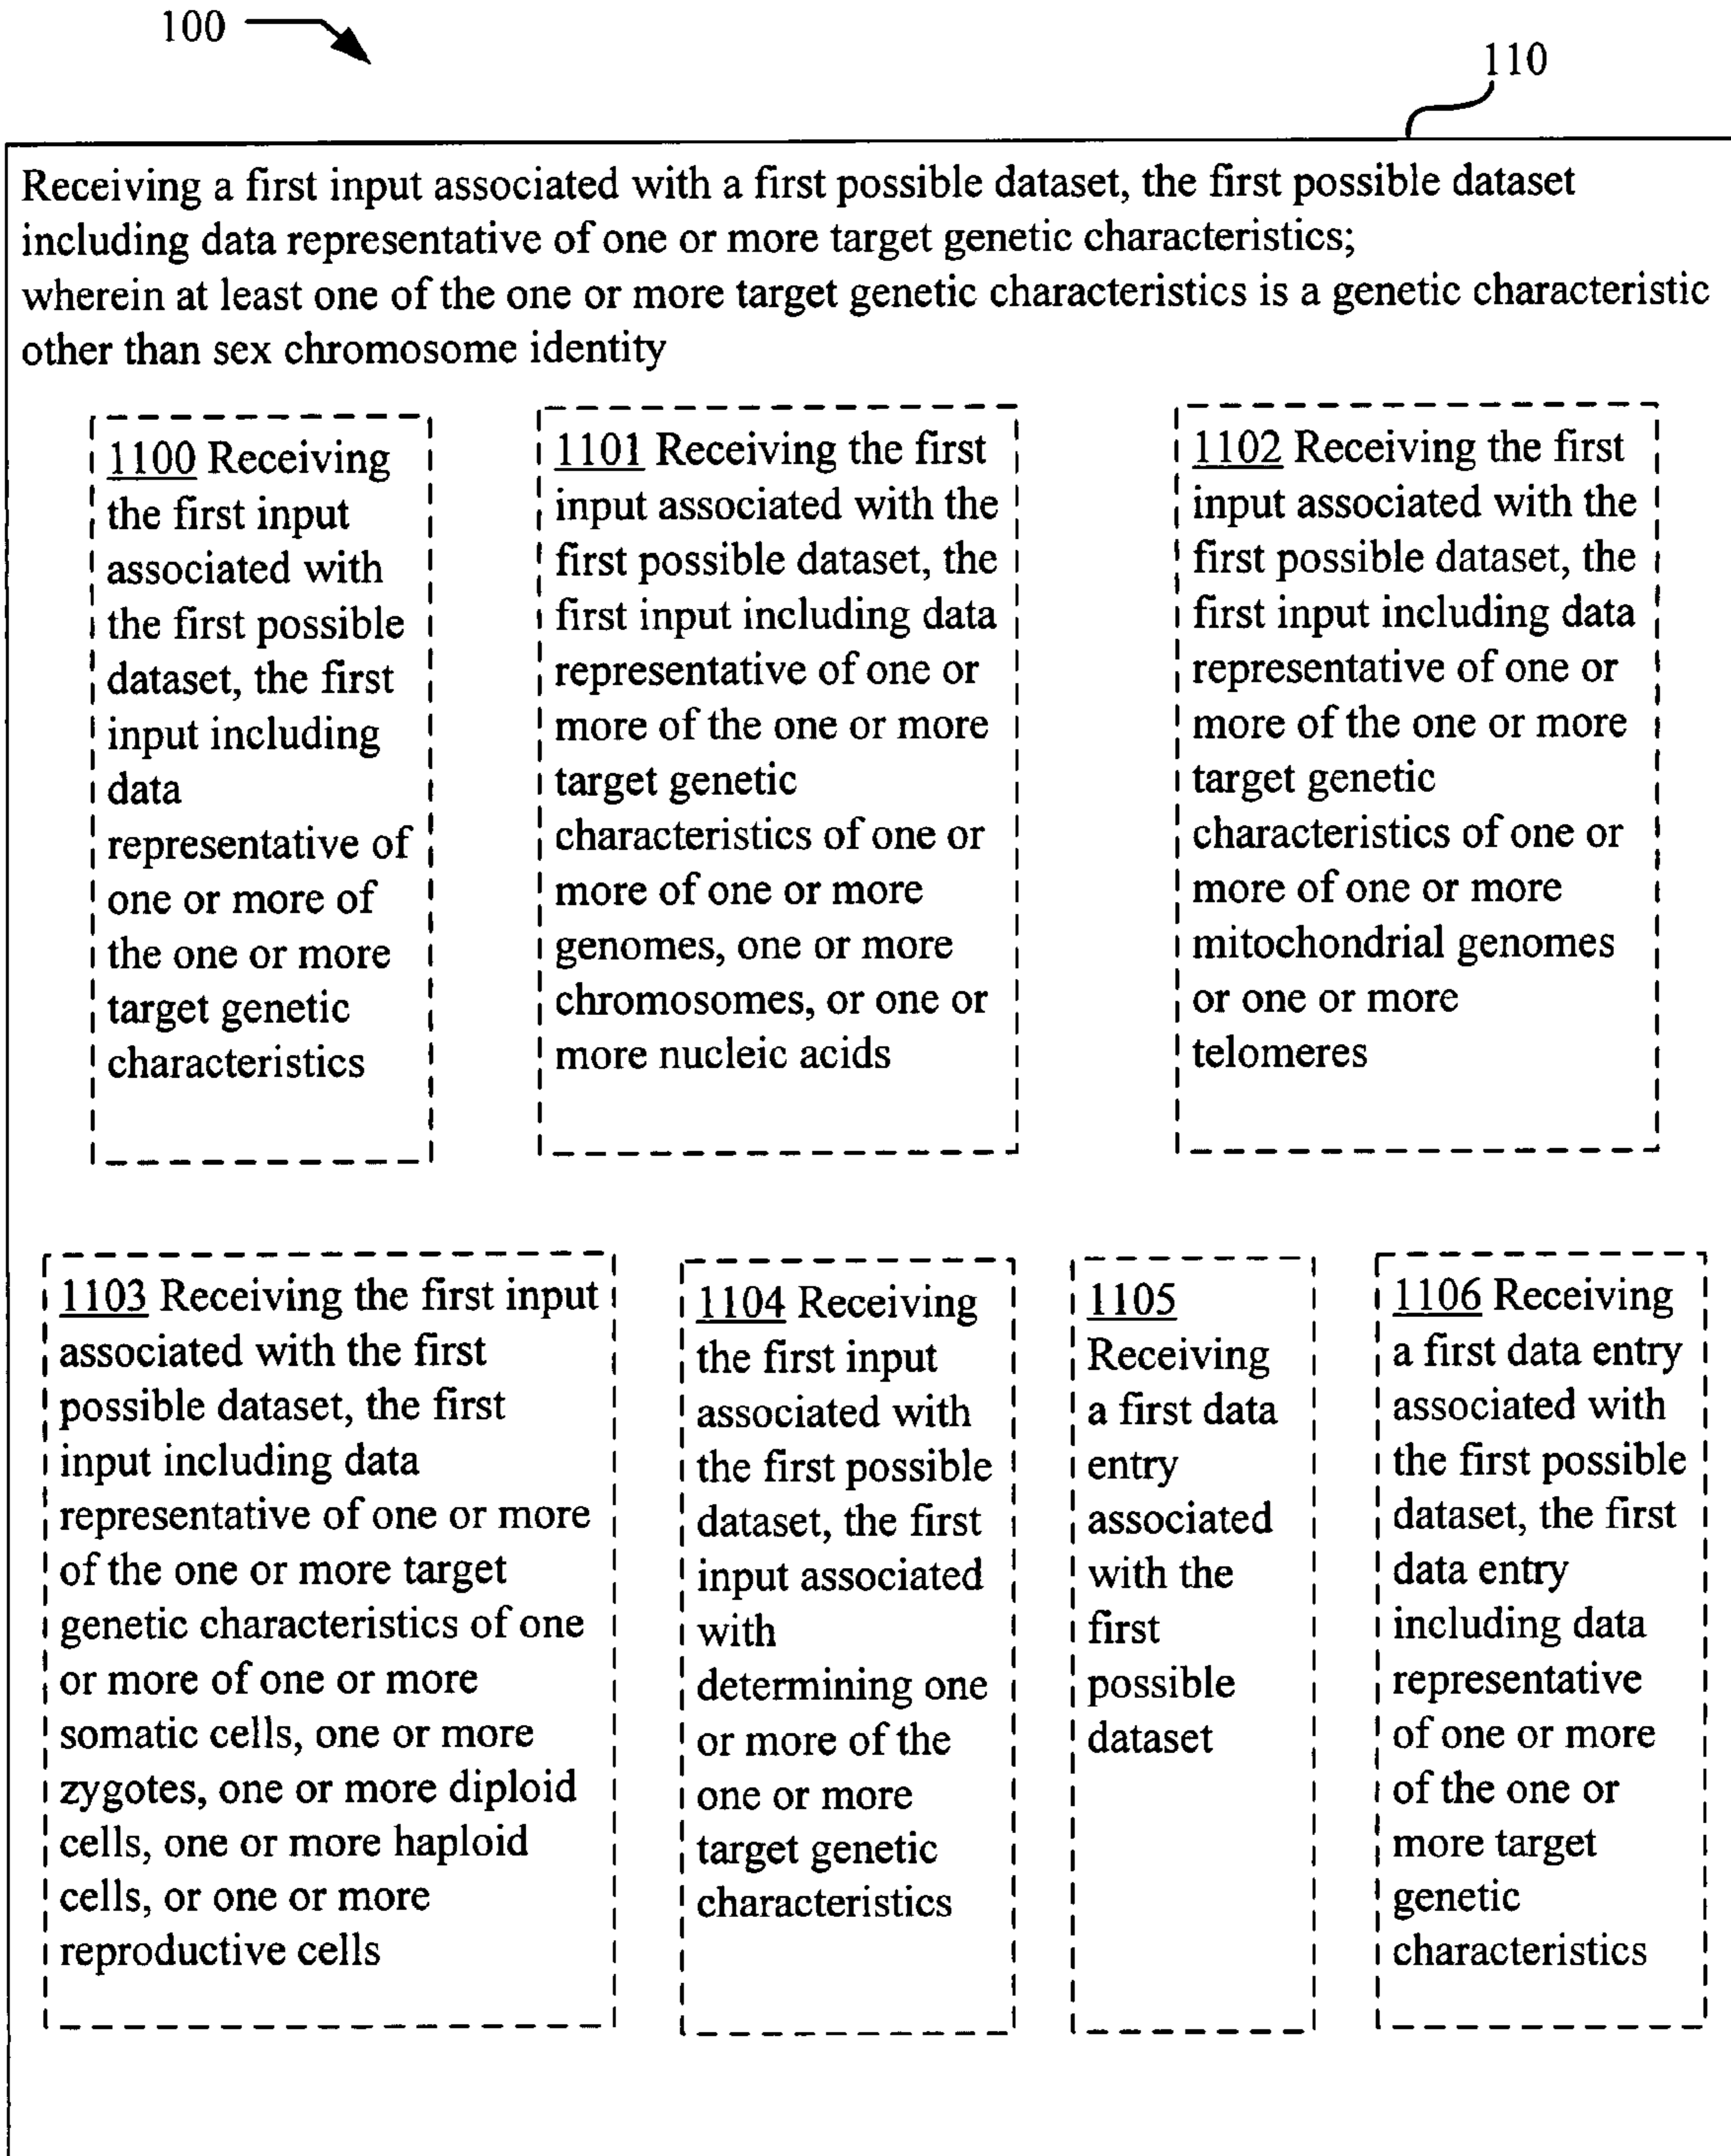 100
110
Receiving a first input associated with a first possible dataset, the first possible dataset
including data representative of one or more target genetic characteristics;
wherein at least one of the one or more target genetic characteristics is a genetic characteristic
other than sex chromosome identity
1100 Receiving
the first input
associated with
the first possible
dataset, the first
input including
data
representative of
one or more of
the one or more
target genetic
characteristics
1101 Receiving the first
input associated with the
first possible dataset, the
first input including data
representative of one or
more of the one or more
target genetic
characteristics of one or
more of one or more
genomes, one or more
chromosomes, or one or
more nucleic acids
1102 Receiving the first
input associated with the
first possible dataset, the
first input including data
representative of one or
more of the one or more
target genetic
characteristics of one or
more of one or more
mitochondrial genomes
or one or more
telomeres
1103 Receiving the first input
associated with the first
possible dataset, the first
input including data
representative of one or more
of the one or more target
genetic characteristics of one
or more of one or more
somatic cells, one or more
zygotes, one or more diploid
cells, one or more haploid
cells, or one or more
reproductive cells
1104 Receiving
the first input
associated with
the first possible
dataset, the first
input associated
with
determining one
or more of the
one or more
target genetic
characteristics
1105
Receiving
a first data
entry
associated
with the
first
possible
dataset
1106 Receiving
a first data entry
associated with
the first possible
dataset, the first
data entry
including data
representative
of one or more
of the one or
more target
genetic
characteristics